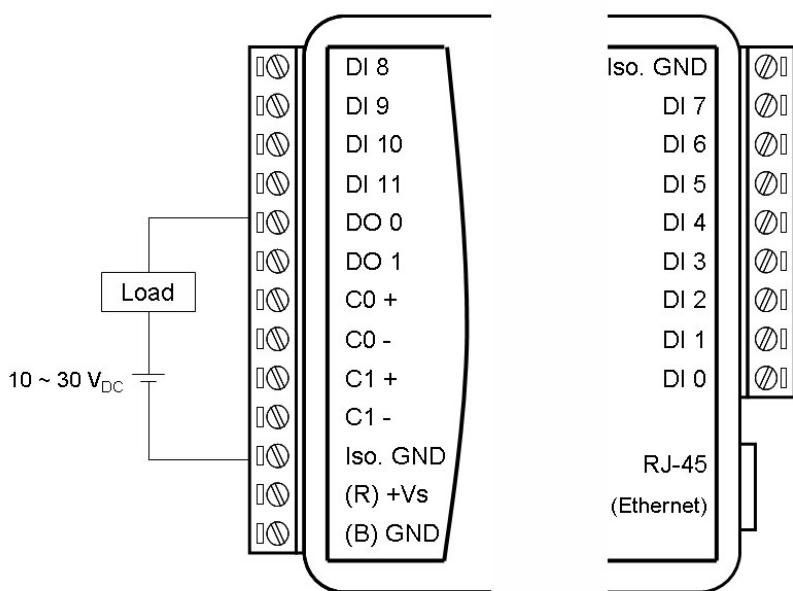 DI 8
DI 9
DI 10
DI 11
DO 0
DO 1
C0 +
C0 -
C1 +
C1 -
Iso. GND
(R) +Vs
(B) GND
Load
10 ~ 30 VDC
Iso. GND
DI 7
DI 6
DI 5
DI 4
DI 3
DI 2
DI 1
DI 0
RJ-45
(Ethernet)